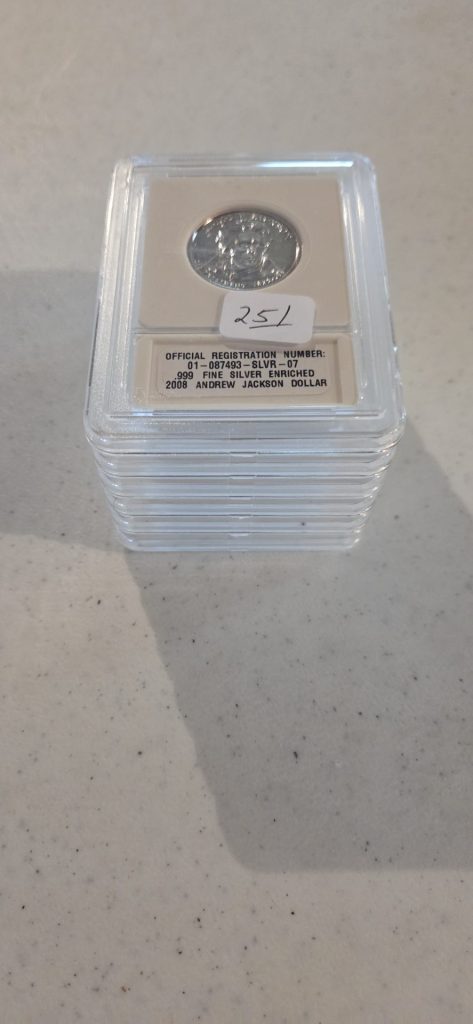 251
OFFICIAL REGISTRATION NUMBER:
01-087493-SLVR-07
.999 FINE SILVER ENRICHED
2008 ANDREW JACKSON DOLLAR